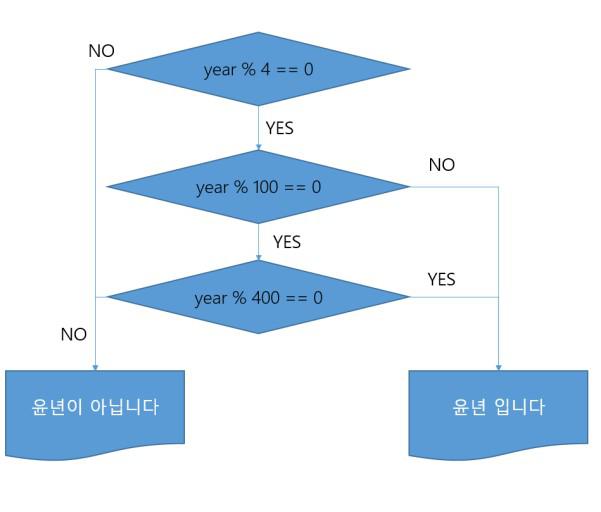 NO
year % 4 == 0
YES
NO
year % 100 == 0
YES
YES
year % 400 == 0
NO
윤년이 아닙니다
윤년 입니다